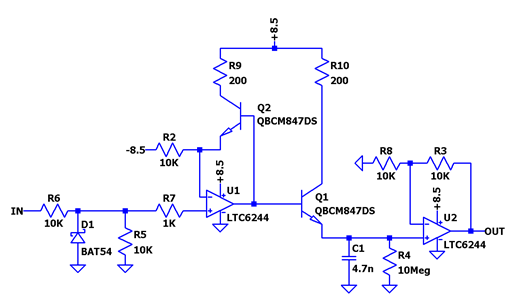 +8.5
R9
200
R10
200
Q2
QBCM847DS
-8.5
R2
10K
+8.5
U1
LTC6244
R8
10K
R3
10K
IN
R6
10K
D1
BAT54
R5
10K
R7
1K
Q1
QBCM847DS
+8.5
U2
LTC6244
OUT
C1
4.7n
R4
10Meg